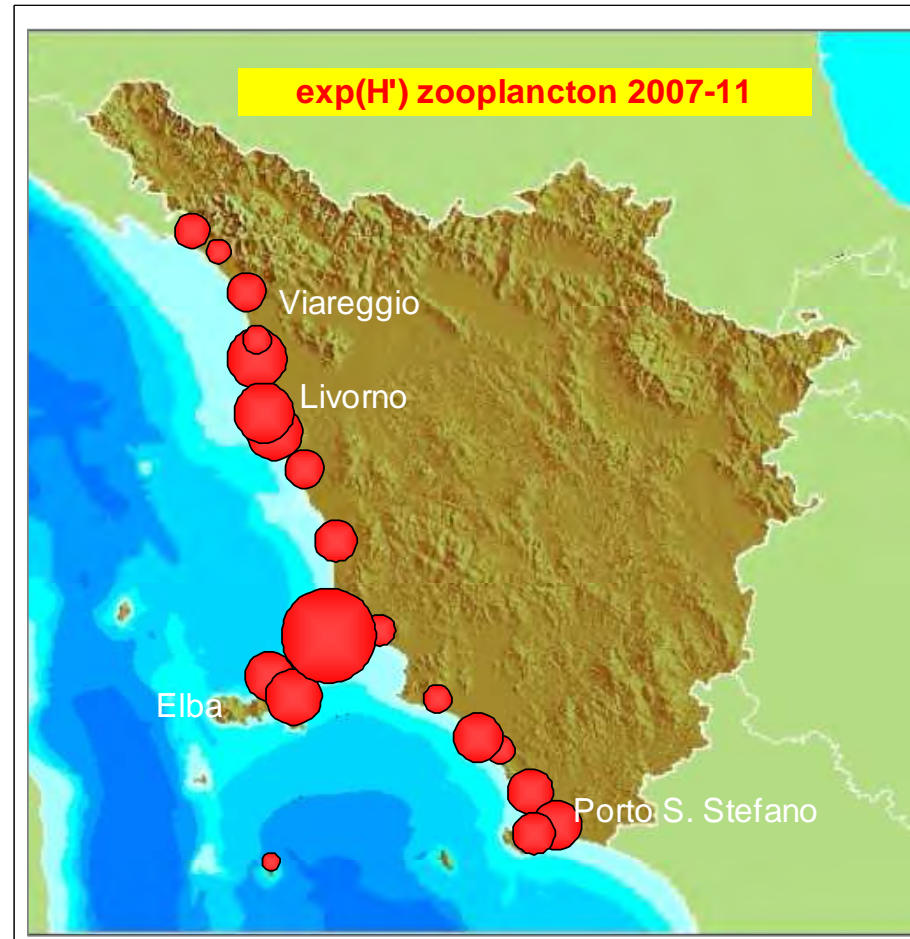 exp(H') zooplancton 2007-11
Viareggio
Livorno
Elba
Porto S. Stefano